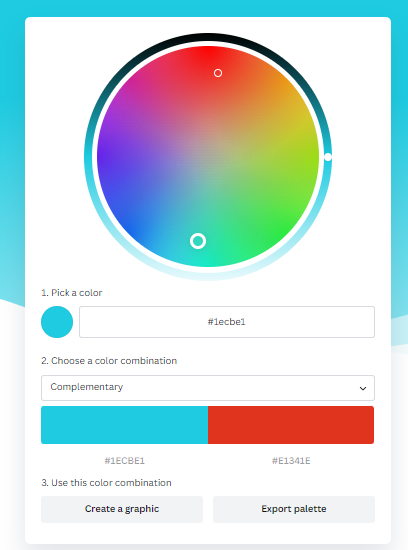 1. Pick a color
#1ecbe1
2. Choose a color combination
Complementary
#1ECBE1 #E1341E
3. Use this color combination
Create a graphic Export palette